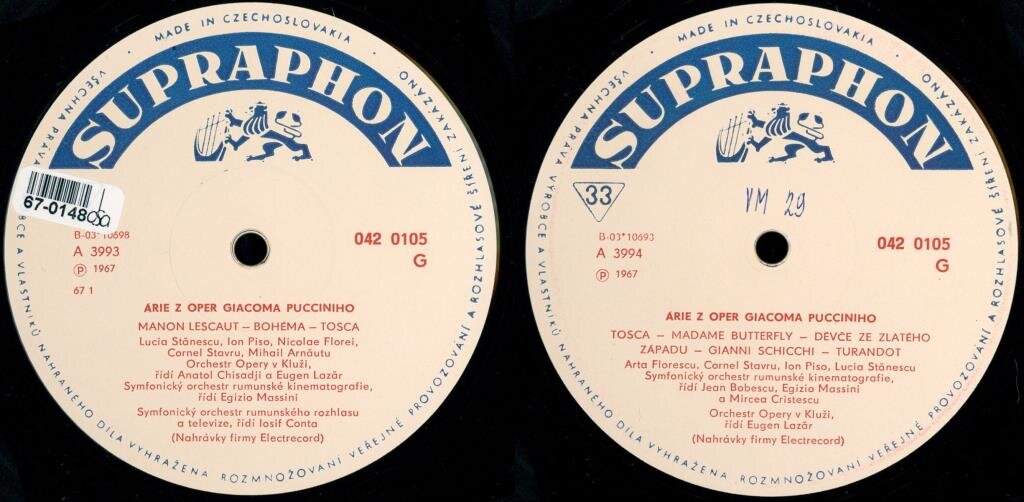 MADE IN CZECHOSLOVAKIA
SUPRAPHON
VŠECHNA PRÁVA VÝROBCE A VLASTNÍKŮ NAHRANÉHO DÍLA VYHRAŽENA. ROZMNOŽOVÁNÍ VEŘEJNÉ PROVOZOVÁNÍ A ROZHLASOVÉ ŠÍŘENÍ ZAKÁZÁNO
67-0148
B-03*10698
A 3993
℗ 1967
67 1
042 0105
G
ÁRIE Z OPER GIACOMA PUCCINIHO
MANON LESCAUT – BOHÉMA – TOSCA
Lucia Stănescu, Ion Piso, Nicolae Florei,
Cornel Stavru, Mihail Arnăutu
Orchestr Opery v Kluži,
řídí Anatol Chisadji a Eugen Lazăr
Symfonický orchestr rumunské kinematografie,
řídí Egizio Massini
Symfonický orchestr rumunského rozhlasu
a televize, řídí Iosif Conta
(Nahrávky firmy Electrecord)
MADE IN CZECHOSLOVAKIA
SUPRAPHON
VŠECHNA PRÁVA VÝROBCE A VLASTNÍKŮ NAHRANÉHO DÍLA VYHRAŽENA. ROZMNOŽOVÁNÍ VEŘEJNÉ PROVOZOVÁNÍ A ROZHLASOVÉ ŠÍŘENÍ ZAKÁZÁNO
33
VM 29
B-03*10693
A 3994
℗ 1967
042 0105
G
ÁRIE Z OPER GIACOMA PUCCINIHO
TOSCA – MADAME BUTTERFLY – DĚVČE ZE ZLATÉHO
ZÁPADU – GIANNI SCHICCHI – TURANDOT
Arta Florescu, Cornel Stavru, Ion Piso, Lucia Stănescu
Symfonický orchestr rumunské kinematografie,
řídí Jean Bobescu, Egizio Massini
a Mircea Cristescu
Orchestr Opery v Kluži,
řídí Eugen Lazăr
(Nahrávky firmy Electrecord)